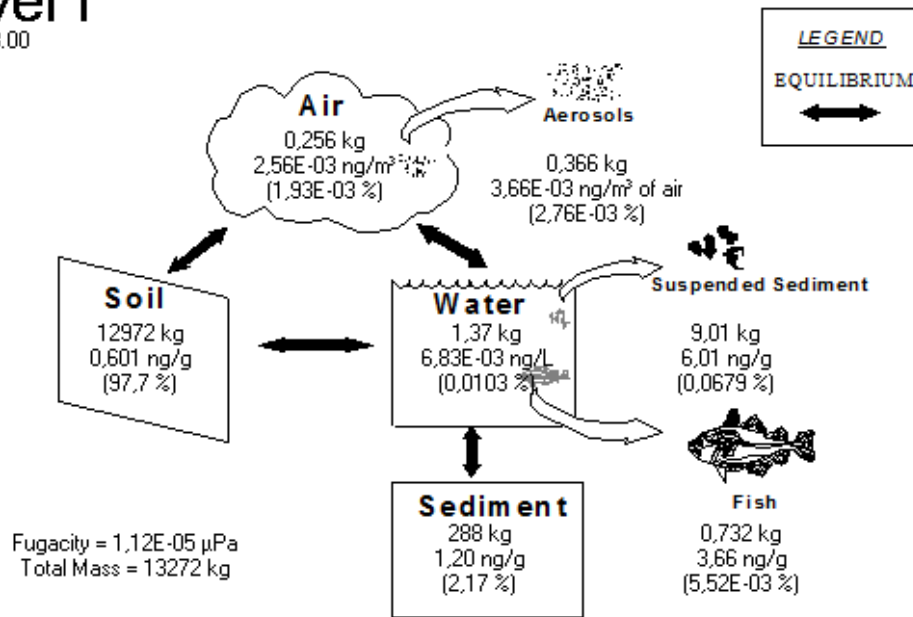 LEGEND
EQUILIBRIUM
Air
0,256 kg
2,56E-03 ng/m³
(1,93E-03 %)
Aerosols
0,366 kg
3,66E-03 ng/m³ of air
(2,76E-03 %)
Soil
12972 kg
0,601 ng/g
(97,7 %)
Water
1,37 kg
6,83E-03 ng/L
(0,0103 %)
Suspended Sediment
9,01 kg
6,01 ng/g
(0,0679 %)
Sediment
288 kg
1,20 ng/g
(2,17 %)
Fish
0,732 kg
3,66 ng/g
(5,52E-03 %)
Fugacity = 1,12E-05 µPa
Total Mass = 13272 kg